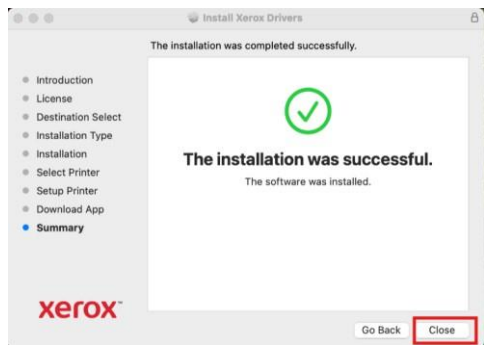 Install Xerox Drivers
The installation was completed successfully.
Introduction
License
Destination Select
Installation Type
Installation
Select Printer
Setup Printer
Download App
Summary
The installation was successful.
The software was installed.
xerox™
Go Back
Close